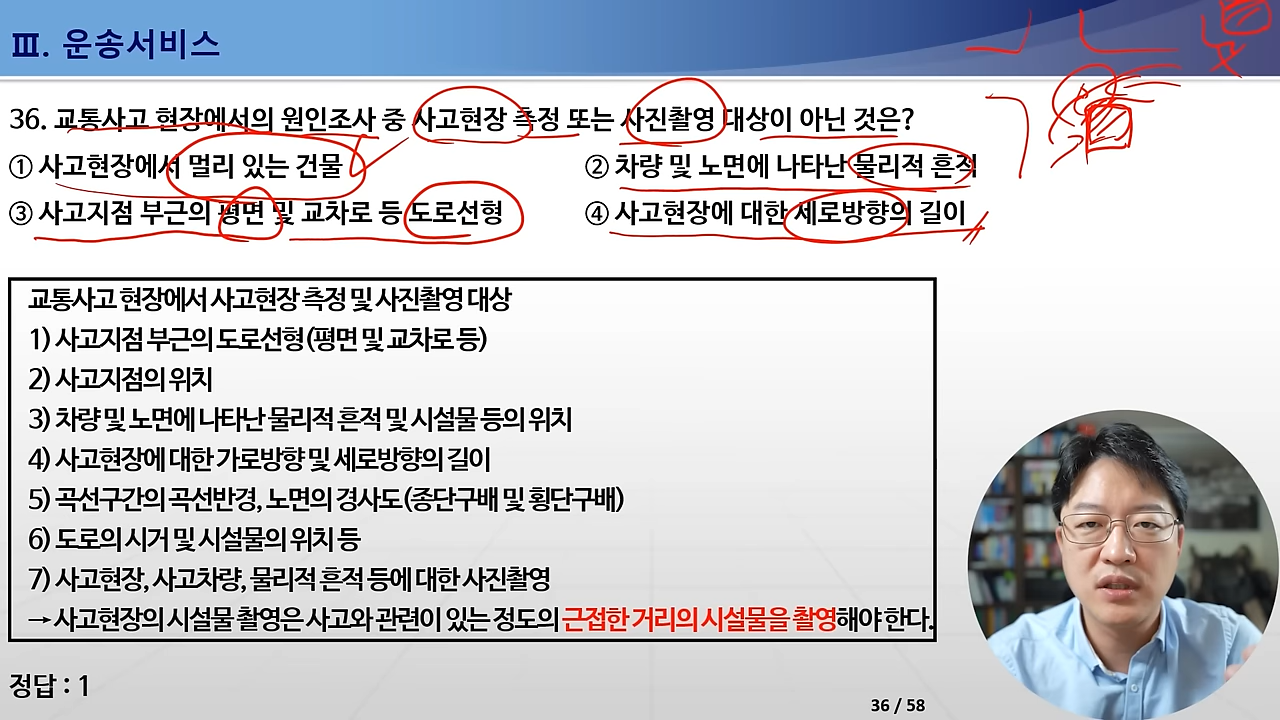 Ⅲ. 운송서비스
36. 교통사고 현장에서의 원인조사 중 사고현장 측정 또는 사진촬영 대상이 아닌 것은?
① 사고현장에서 멀리 있는 건물 ② 차량 및 노면에 나타난 물리적 흔적
③ 사고지점 부근의 평면 및 교차로 등 도로선형 ④ 사고현장에 대한 세로방향의 길이
교통사고 현장에서 사고현장 측정 및 사진촬영 대상
1) 사고지점 부근의 도로선형(평면 및 교차로 등)
2) 사고지점의 위치
3) 차량 및 노면에 나타난 물리적 흔적 및 시설물 등의 위치
4) 사고현장에 대한 가로방향 및 세로방향의 길이
5) 곡선구간의 곡선반경, 노면의 경사도(종단구배 및 횡단구배)
6) 도로의 시거 및 시설물의 위치 등
7) 사고현장, 사고차량, 물리적 흔적 등에 대한 사진촬영
→ 사고현장의 시설물 촬영은 사고와 관련이 있는 정도의 근접한 거리의 시설물을 촬영해야 한다.
정답 : 1
36 / 58